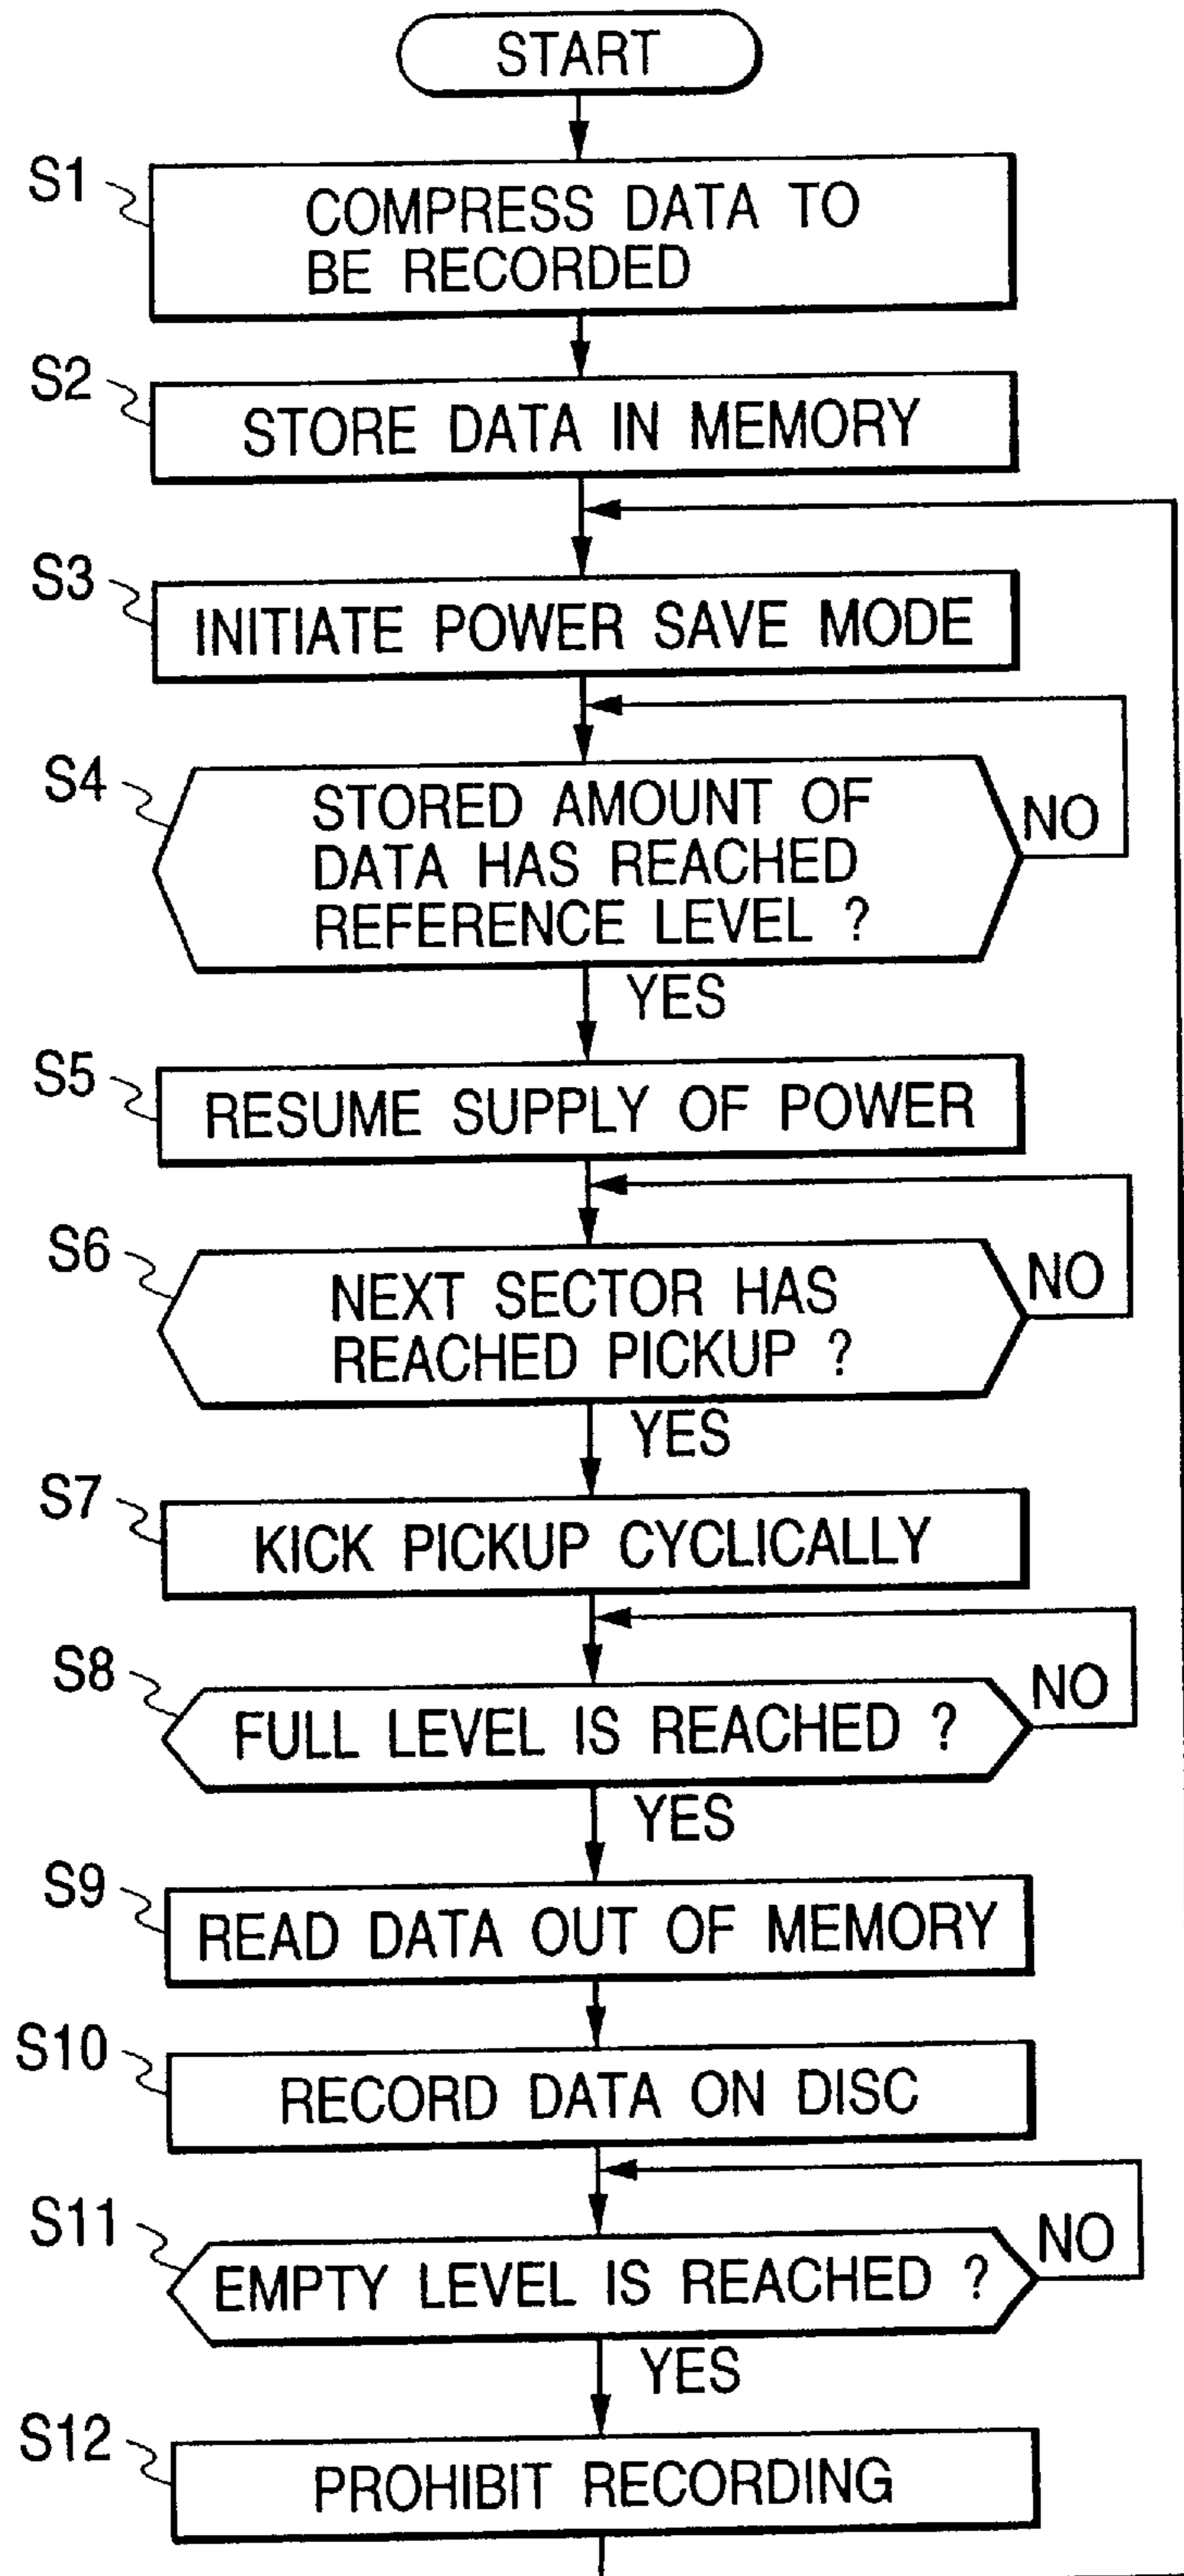 START
S1
COMPRESS DATA TO
BE RECORDED
S2
STORE DATA IN MEMORY
S3
INITIATE POWER SAVE MODE
S4
STORED AMOUNT OF
DATA HAS REACHED
REFERENCE LEVEL ?
NO
YES
S5
RESUME SUPPLY OF POWER
S6
NEXT SECTOR HAS
REACHED PICKUP ?
NO
YES
S7
KICK PICKUP CYCLICALLY
S8
FULL LEVEL IS REACHED ?
NO
YES
S9
READ DATA OUT OF MEMORY
S10
RECORD DATA ON DISC
S11
EMPTY LEVEL IS REACHED ?
NO
YES
S12
PROHIBIT RECORDING